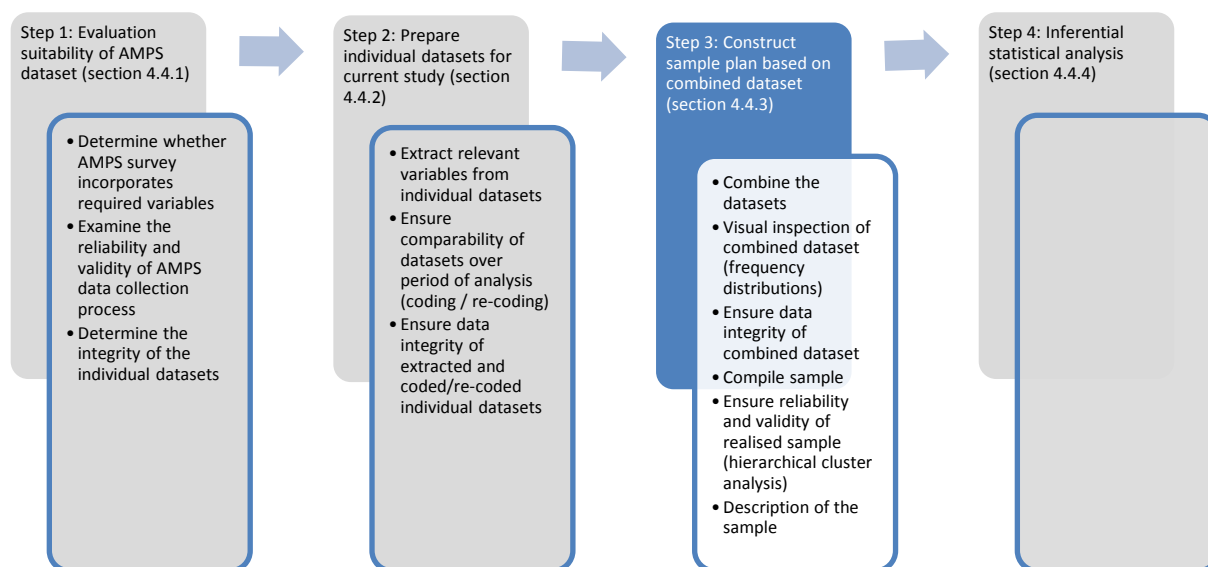 Step 1: Evaluation
suitability of AMPS
dataset (section 4.4.1)
• Determine whether
AMPS survey
incorporates
required variables
• Examine the
reliability and
validity of AMPS
data collection
process
• Determine the
integrity of the
individual datasets
Step 2: Prepare
individual datasets for
current study (section
4.4.2)
• Extract relevant
variables from
individual datasets
• Ensure
comparability of
datasets over
period of analysis
(coding / re-coding)
• Ensure data
integrity of
extracted and
coded/re-coded
individual datasets
Step 3: Construct
sample plan based on
combined dataset
(section 4.4.3)
• Combine the
datasets
• Visual inspection of
combined dataset
(frequency
distributions)
• Ensure data
integrity of
combined dataset
• Compile sample
• Ensure reliability
and validity of
realised sample
(hierarchical cluster
analysis)
• Description of the
sample
Step 4: Inferential
statistical analysis
(section 4.4.4)